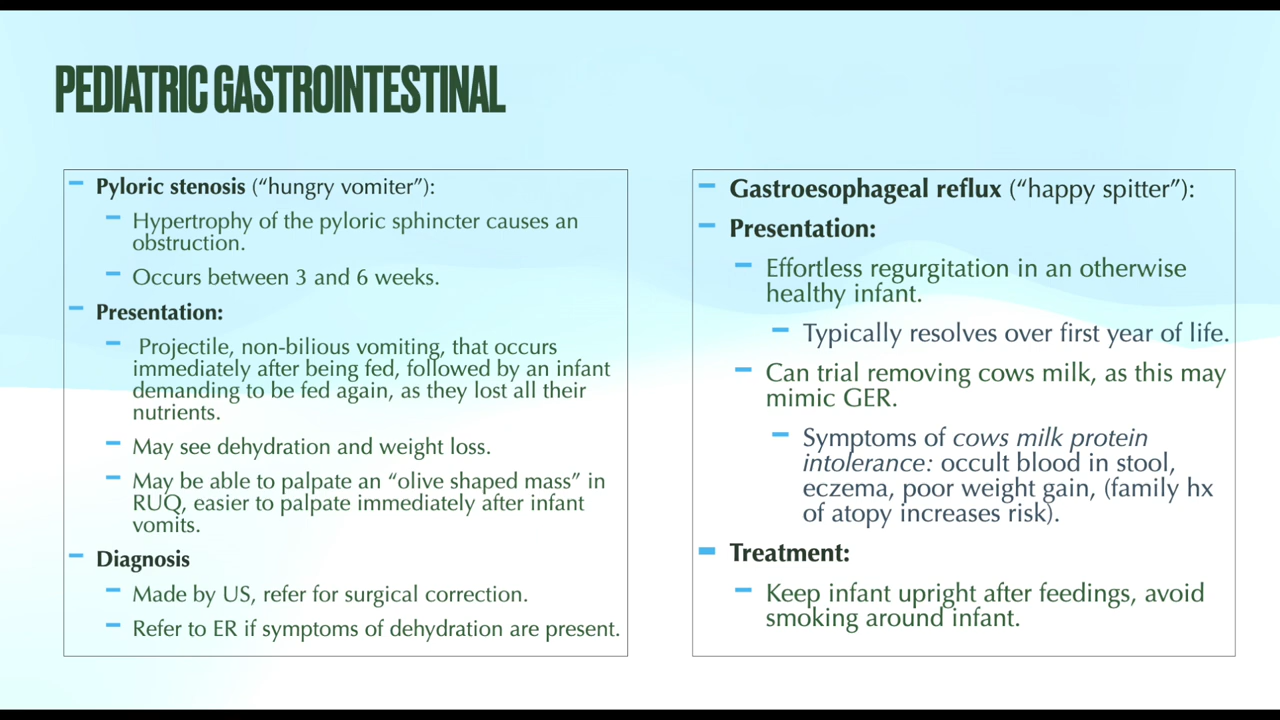 PEDIATRIC GASTROINTESTINAL
– Pyloric stenosis (“hungry vomiter”):
– Hypertrophy of the pyloric sphincter causes an
obstruction.
– Occurs between 3 and 6 weeks.
– Presentation:
– Projectile, non-bilious vomiting, that occurs
immediately after being fed, followed by an infant
demanding to be fed again, as they lost all their
nutrients.
– May see dehydration and weight loss.
– May be able to palpate an “olive shaped mass” in
RUQ, easier to palpate immediately after infant
vomits.
– Diagnosis
– Made by US, refer for surgical correction.
– Refer to ER if symptoms of dehydration are present.
– Gastroesophageal reflux (“happy spitter”):
– Presentation:
– Effortless regurgitation in an otherwise
healthy infant.
– Typically resolves over first year of life.
– Can trial removing cows milk, as this may
mimic GER.
– Symptoms of cows milk protein
intolerance: occult blood in stool,
eczema, poor weight gain, (family hx
of atopy increases risk).
– Treatment:
– Keep infant upright after feedings, avoid
smoking around infant.